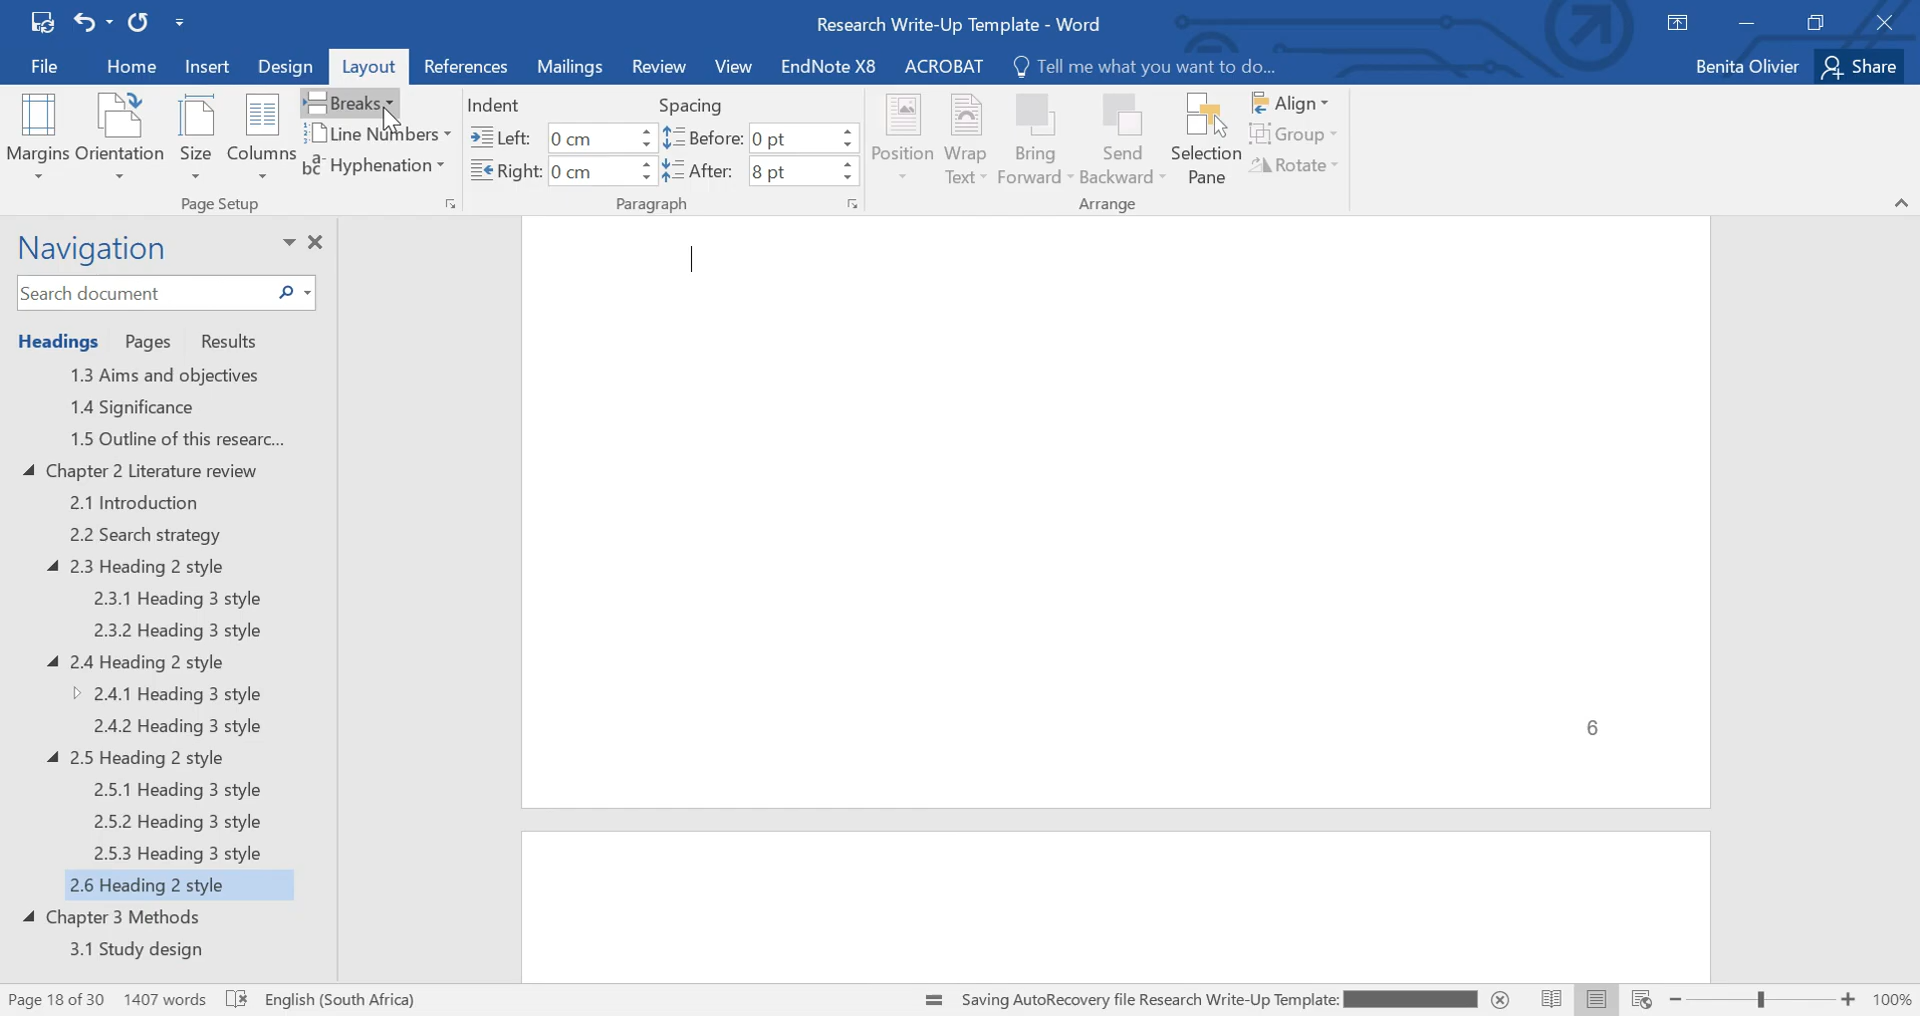 Research Write-Up Template - Word
File Home Insert Design Layout References Mailings Review View EndNote X8 ACROBAT Tell me what you want to do... Benita Olivier Share
Margins Orientation Size Columns
Breaks
Line Numbers
Hyphenation
Page Setup
Indent Spacing
Left: 0 cm Before: 0 pt
Right: 0 cm After: 8 pt
Paragraph
Position Wrap Text Bring Forward Send Backward Selection Pane
Align
Group
Rotate
Arrange
Navigation
Search document
Headings Pages Results
1.3 Aims and objectives
1.4 Significance
1.5 Outline of this researc...
Chapter 2 Literature review
2.1 Introduction
2.2 Search strategy
2.3 Heading 2 style
2.3.1 Heading 3 style
2.3.2 Heading 3 style
2.4 Heading 2 style
2.4.1 Heading 3 style
2.4.2 Heading 3 style
2.5 Heading 2 style
2.5.1 Heading 3 style
2.5.2 Heading 3 style
2.5.3 Heading 3 style
2.6 Heading 2 style
Chapter 3 Methods
3.1 Study design
6
Page 18 of 30 1407 words English (South Africa) Saving AutoRecovery file Research Write-Up Template: 100%